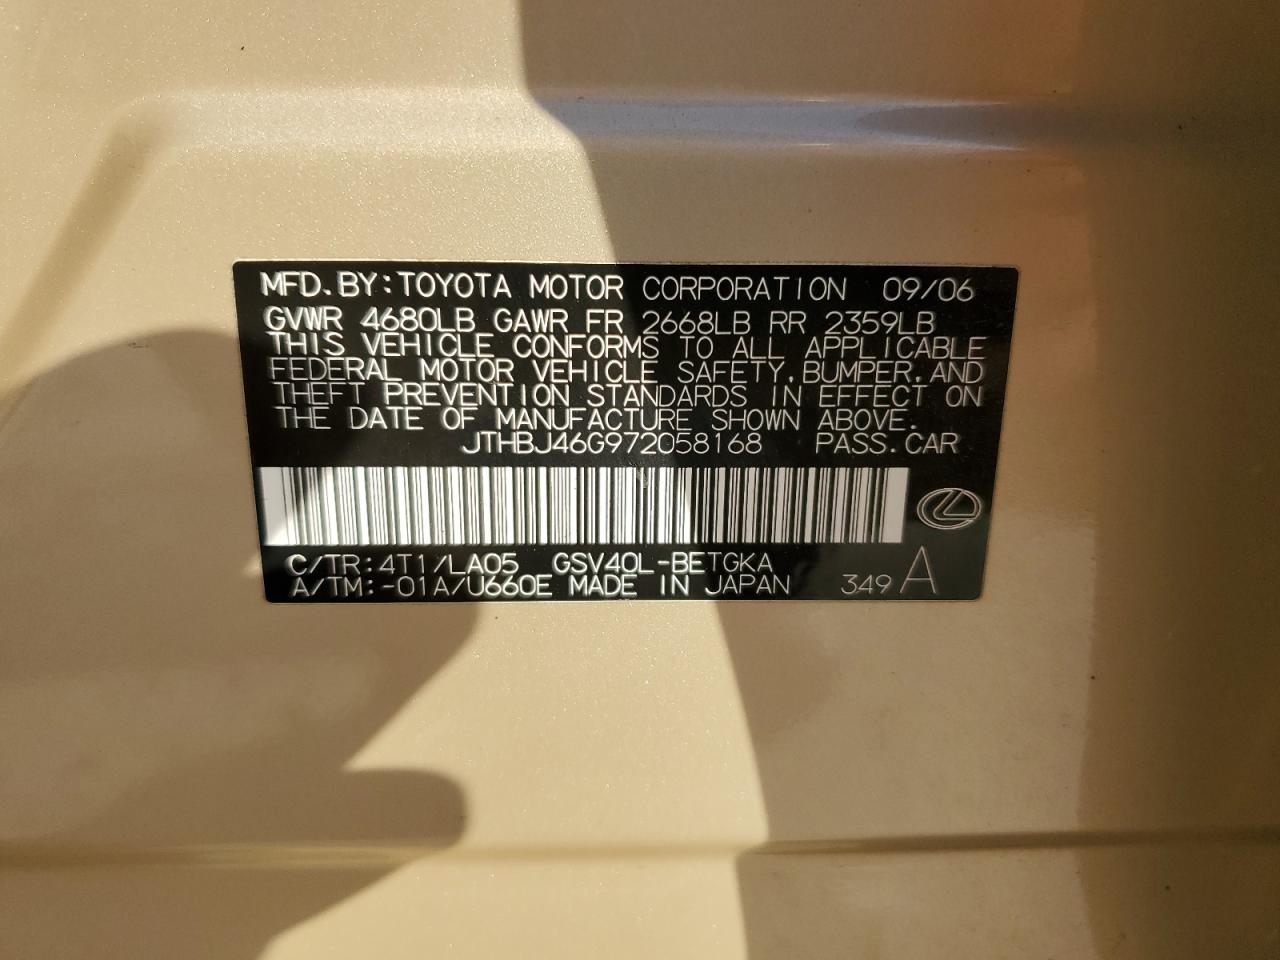 MFD.BY:TOYOTA MOTOR CORPORATION 09/06
GVWR 4680LB GAWR FR 2668LB RR 2359LB
THIS VEHICLE CONFORMS TO ALL APPLICABLE
FEDERAL MOTOR VEHICLE SAFETY,BUMPER,AND
THEFT PREVENTION STANDARDS IN EFFECT ON
THE DATE OF MANUFACTURE SHOWN ABOVE.
JTHBJ46G972058168 PASS.CAR
C/TR:4T1/LA05 GSV40L-BETGKA
A/TM:-01A/U660E MADE IN JAPAN 349 A